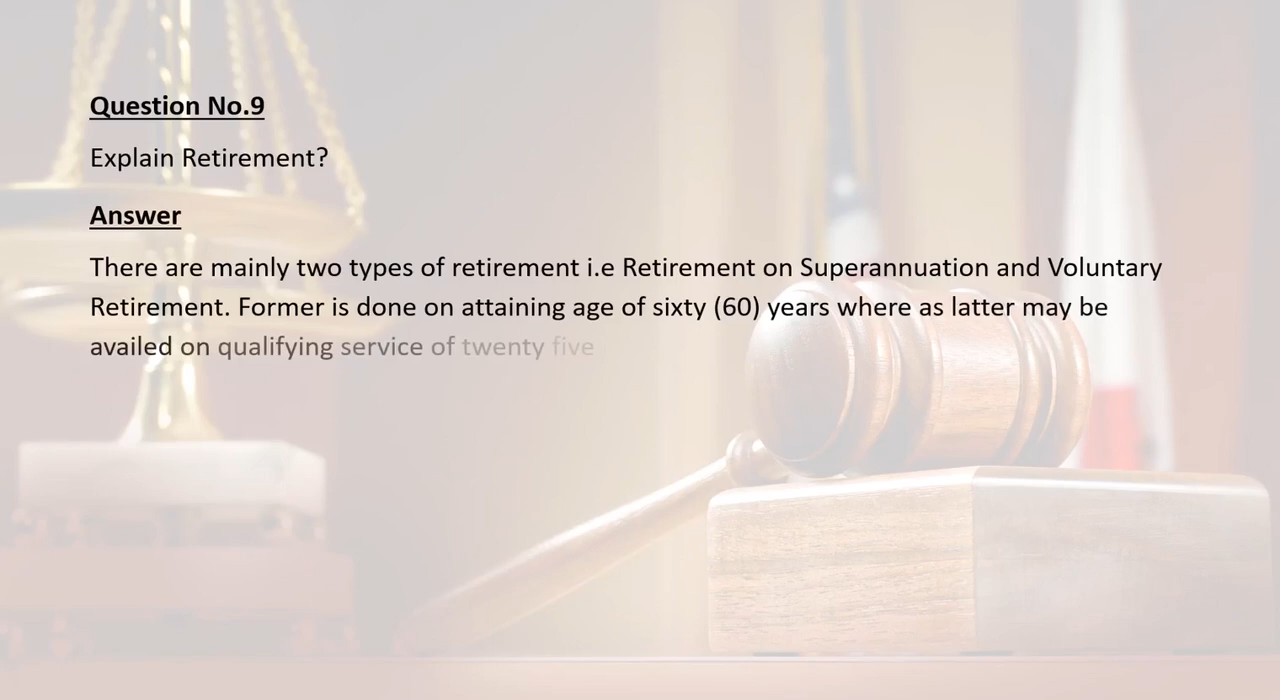 Question No.9
Explain Retirement?
Answer
There are mainly two types of retirement i.e Retirement on Superannuation and Voluntary
Retirement. Former is done on attaining age of sixty (60) years where as latter may be
availed on qualifying service of twenty five